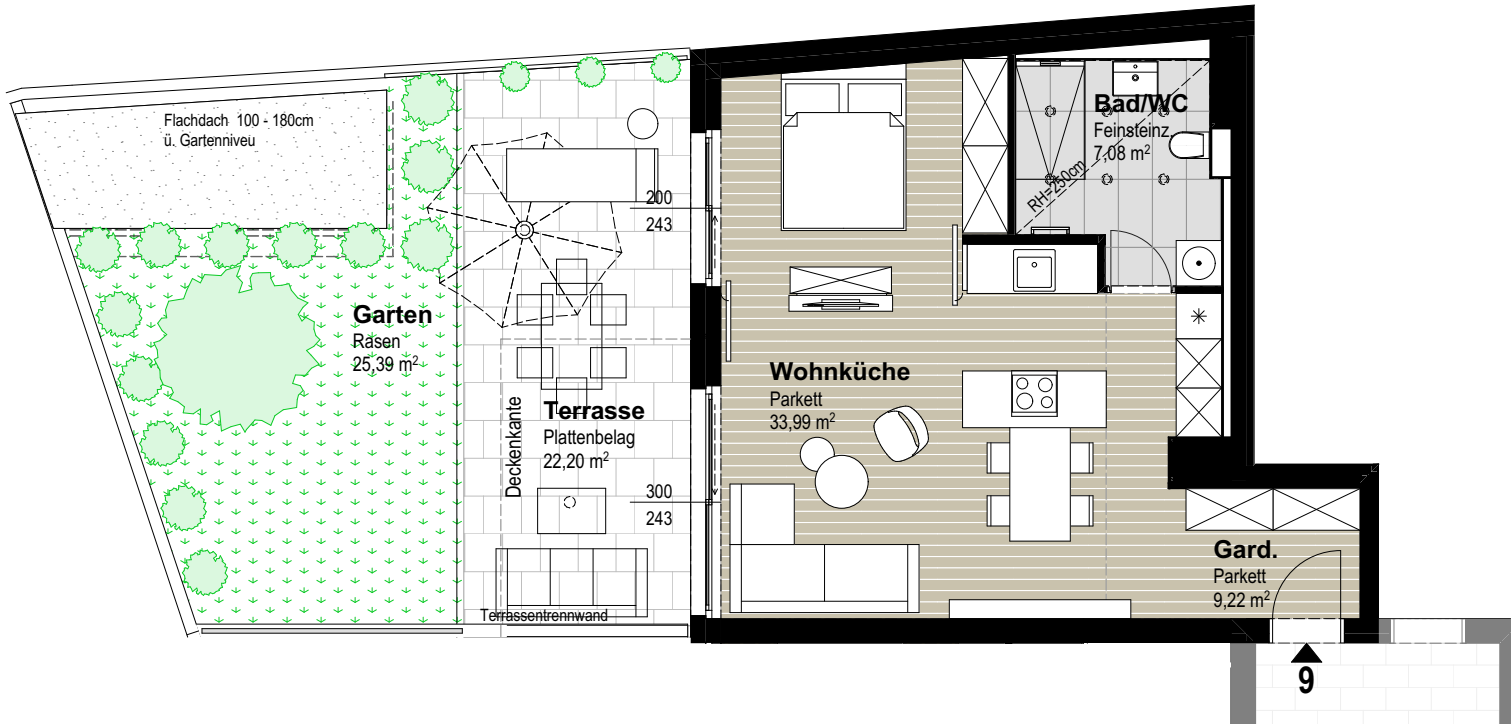 Flachdach 100 - 180cm
ü. Gartenniveu
Bad/WC
Feinsteinz.
7,08 m²
RH=250cm
200
243
Garten
Rasen
25,39 m²
Wohnküche
Parkett
33,99 m²
Deckenkante
Terrasse
Plattenbelag
22,20 m²
300
243
Gard.
Parkett
9,22 m²
Terrassentrennwand
9